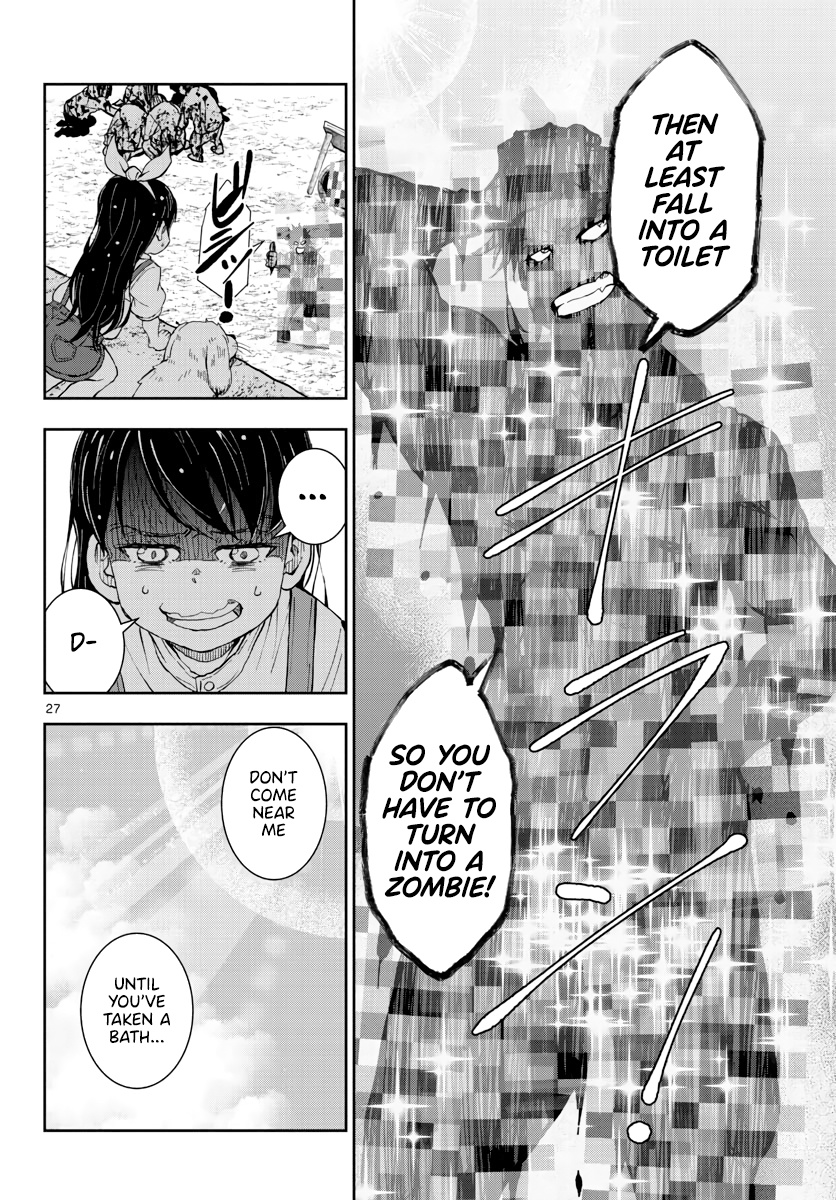 THEN
AT
LEAST
FALL
INTO A
TOILET
SO YOU
DON'T
HAVE TO
TURN
INTO A
ZOMBIE!
...
D-
27
DON'T
COME
NEAR
ME
UNTIL
YOU'VE
TAKEN A
BATH...